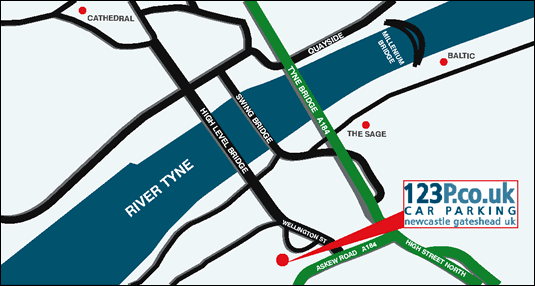 CATHEDRAL
QUAYSIDE
MILLENIUM
BRIDGE
BALTIC
TYNE BRIDGE A184
SWING BRIDGE
HIGH LEVEL BRIDGE
THE SAGE
RIVER TYNE
123P.co.uk
CAR PARKING
newcastle gateshead uk
WELLINGTON ST
ASKEW ROAD A184
HIGH STREET NORTH